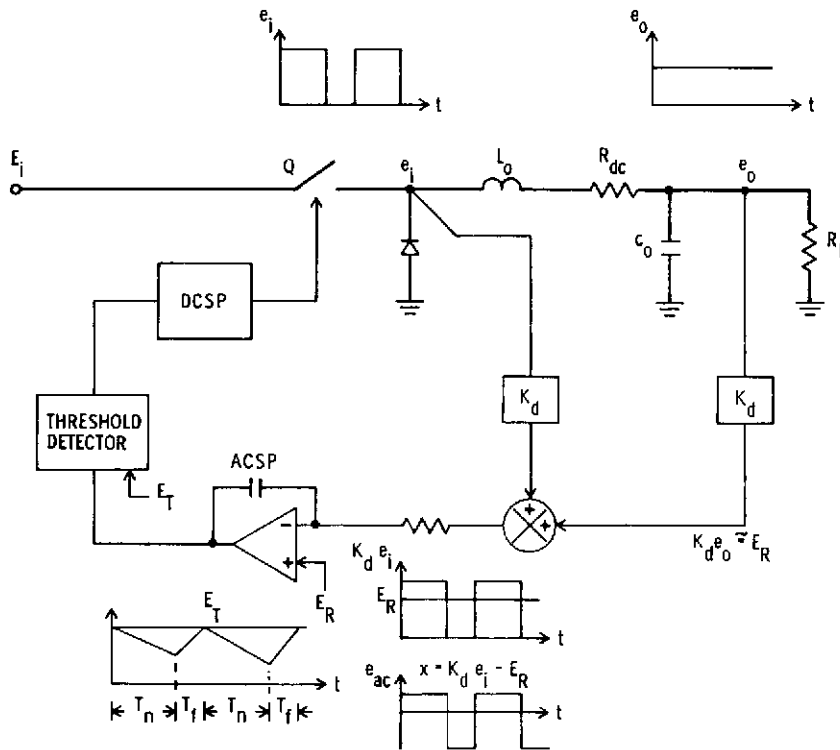 e_i
e_o
t
t
E_i
Q
e_i
L_o
R_dc
e_o
c_o
DCSP
K_d
K_d
THRESHOLD
DETECTOR
ACSP
E_T
-
+
+
+
K_d e_o ≈ E_R
K_d e_i
E_R
E_R
t
E_T
t
e_ac
x = K_d e_i - E_R
t
T_n
T_f
T_n
T_f